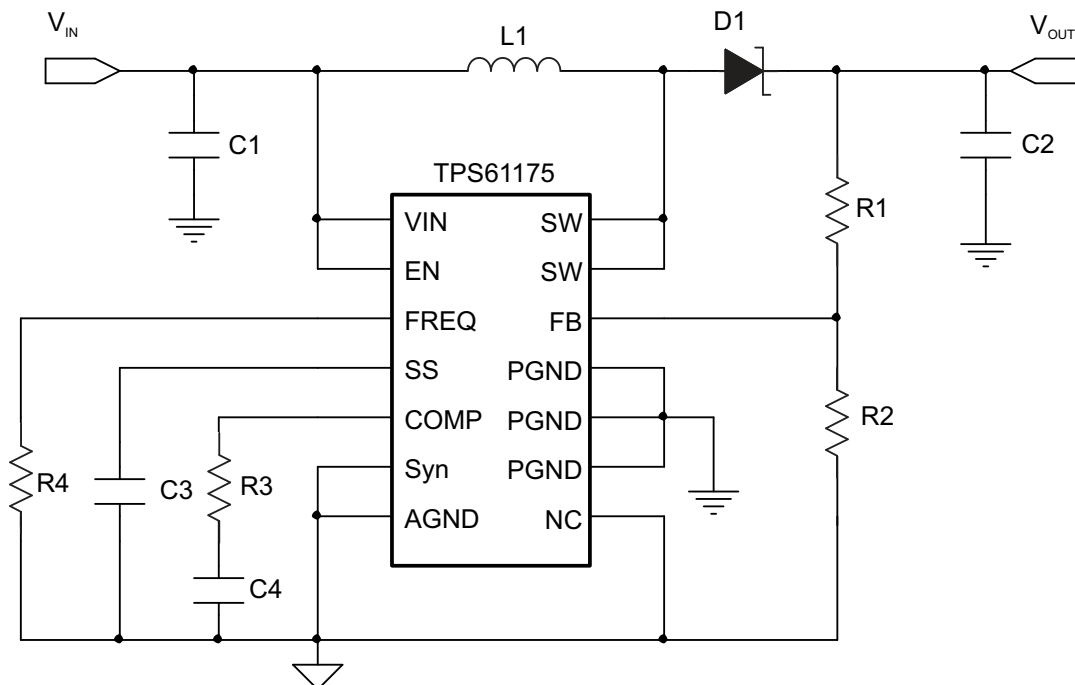 VIN
L1
D1
VOUT
C1
C2
TPS61175
VIN
SW
R1
EN
SW
FREQ
FB
SS
PGND
COMP
PGND
R2
Syn
PGND
R4
C3
R3
AGND
NC
C4